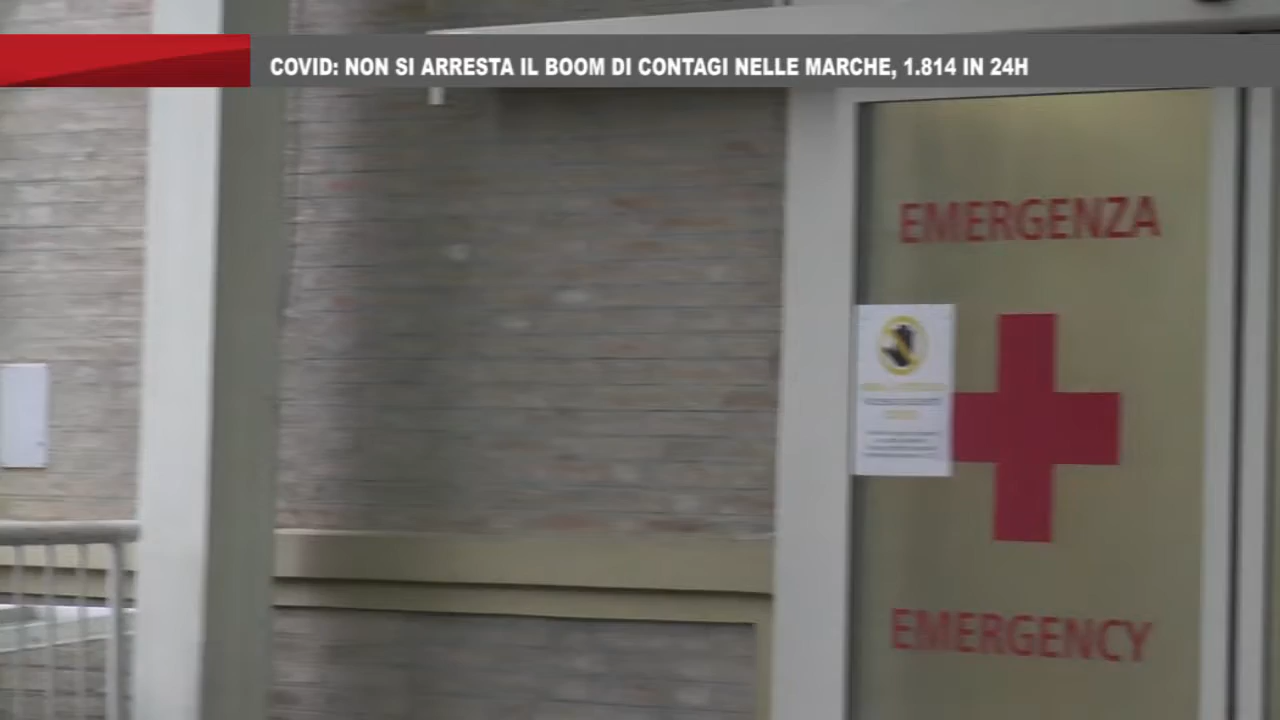 COVID: NON SI ARRESTA IL BOOM DI CONTAGI NELLE MARCHE, 1.814 IN 24H
EMERGENZA
EMERGENCY